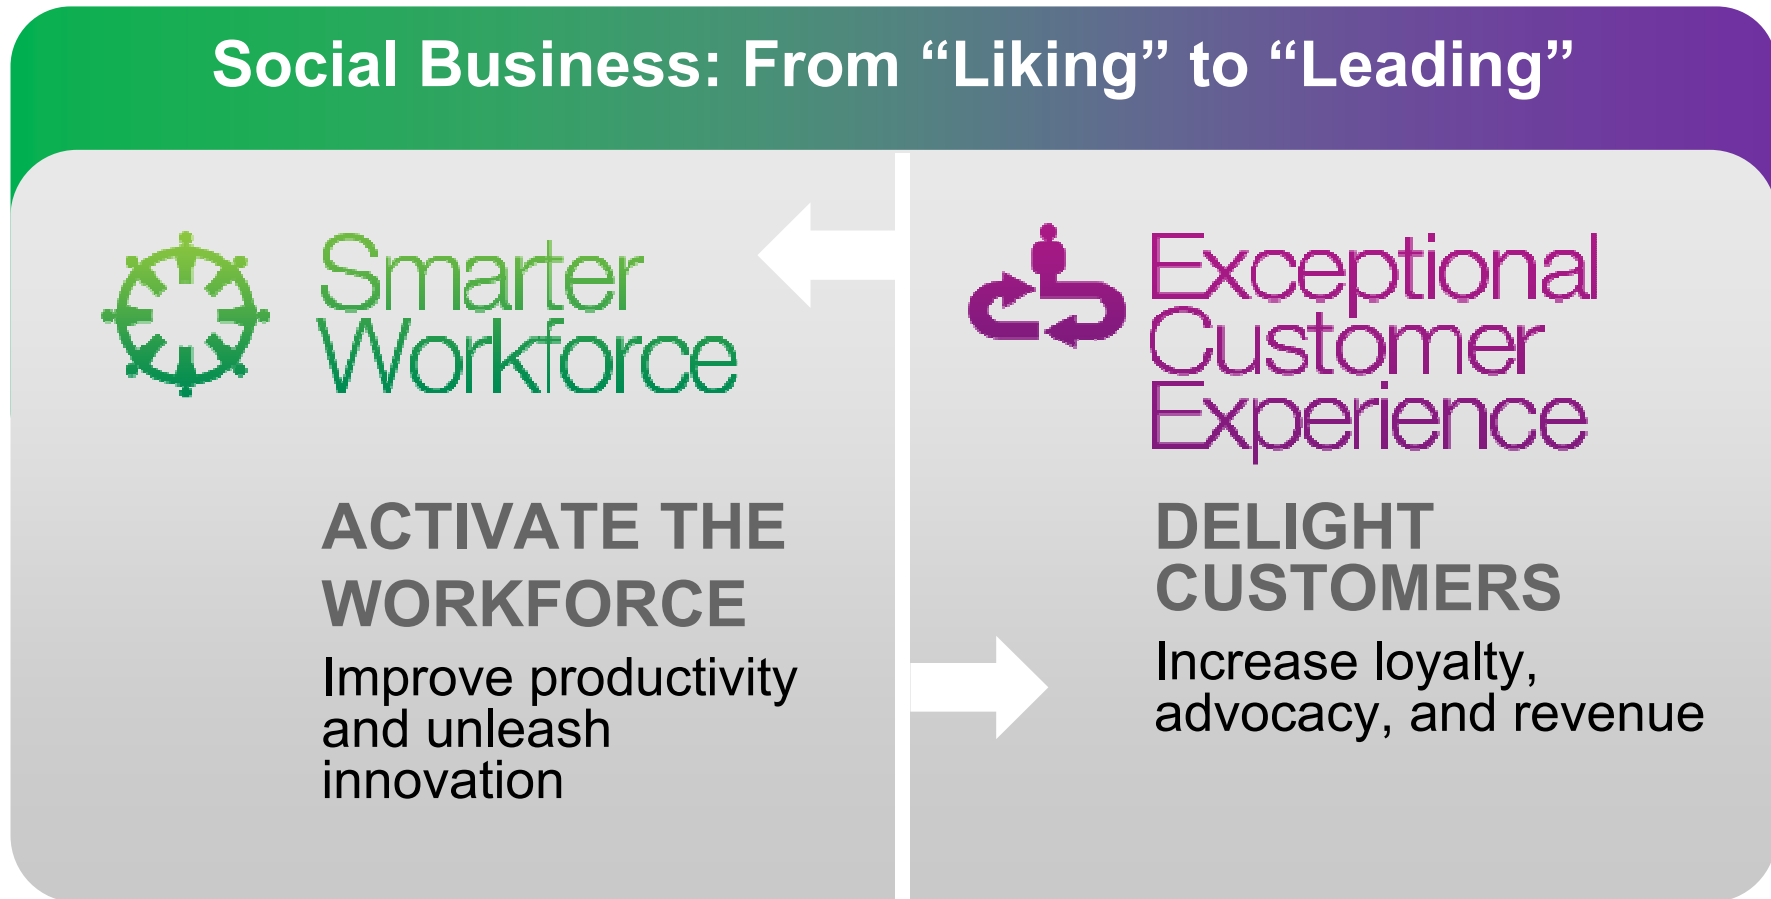 Social Business: From “Liking” to “Leading”
Smarter
Workforce
ACTIVATE THE
WORKFORCE
Improve productivity
and unleash
innovation
Exceptional
Customer
Experience
DELIGHT
CUSTOMERS
Increase loyalty,
advocacy, and revenue